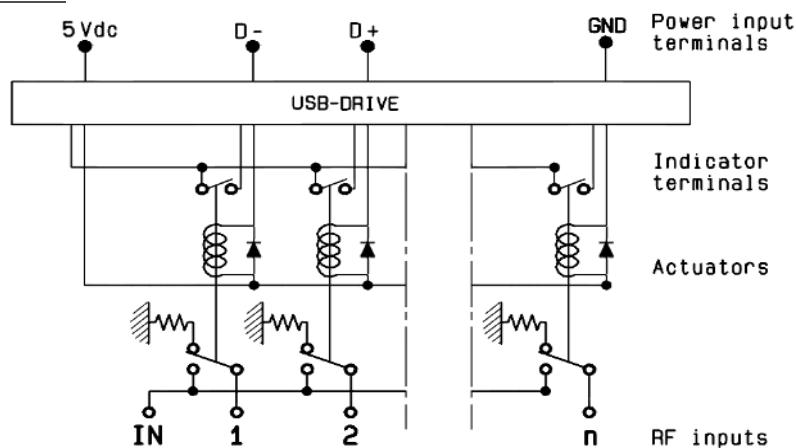 5Vdc D- D+ GND Power input
terminals
USB-DRIVE
Indicator
terminals
Actuators
IN 1 2 n RF inputs